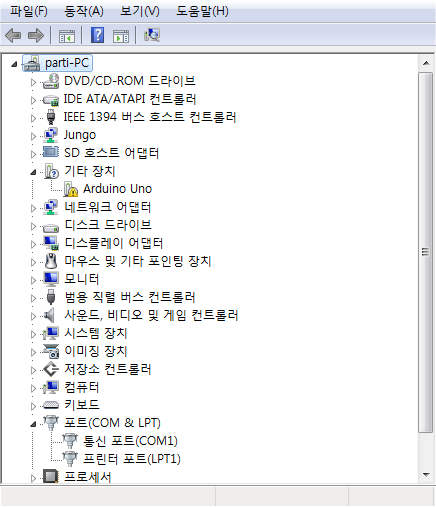 파일(F) 동작(A) 보기(V) 도움말(H)
parti-PC
DVD/CD-ROM 드라이브
IDE ATA/ATAPI 컨트롤러
IEEE 1394 버스 호스트 컨트롤러
Jungo
SD 호스트 어댑터
기타 장치
Arduino Uno
네트워크 어댑터
디스크 드라이브
디스플레이 어댑터
마우스 및 기타 포인팅 장치
모니터
범용 직렬 버스 컨트롤러
사운드, 비디오 및 게임 컨트롤러
시스템 장치
이미징 장치
저장소 컨트롤러
컴퓨터
키보드
포트(COM & LPT)
통신 포트(COM1)
프린터 포트(LPT1)
프로세서